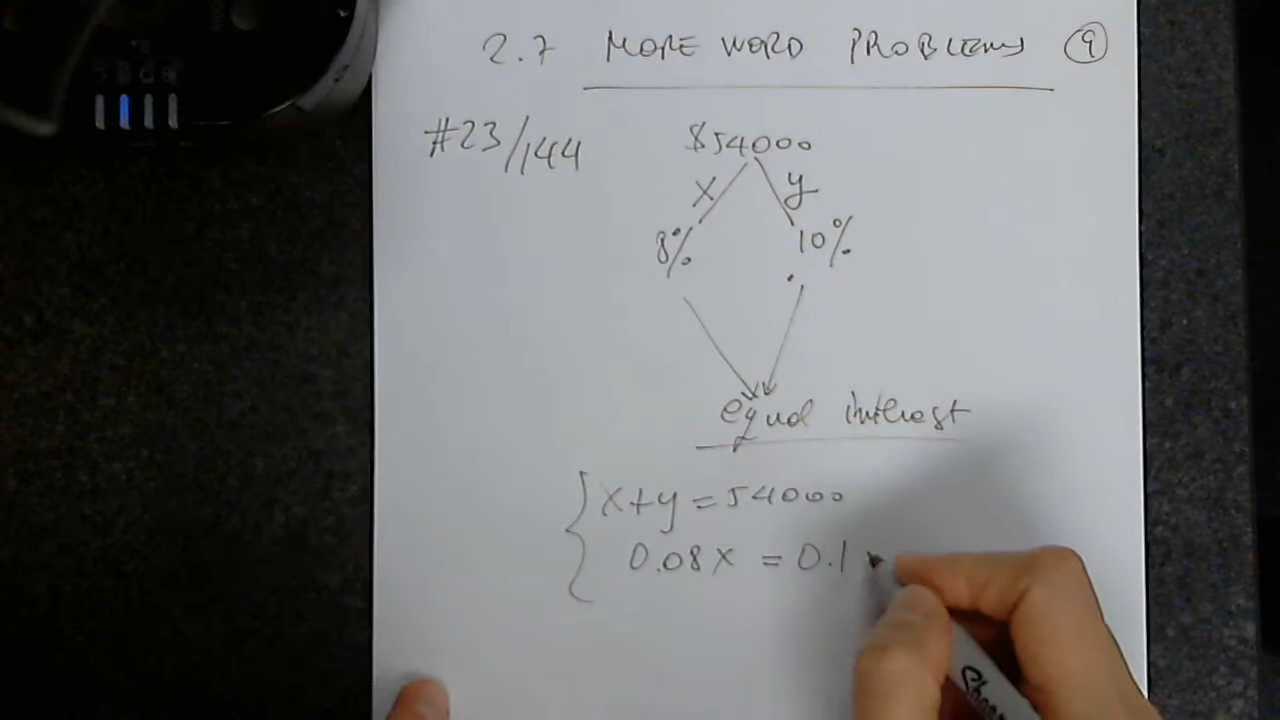 2.7 MORE WORD PROBLEMS 9
#23/144
$54000
x y
8% 10%
equal interest
x+y=54000
0.08x = 0.1